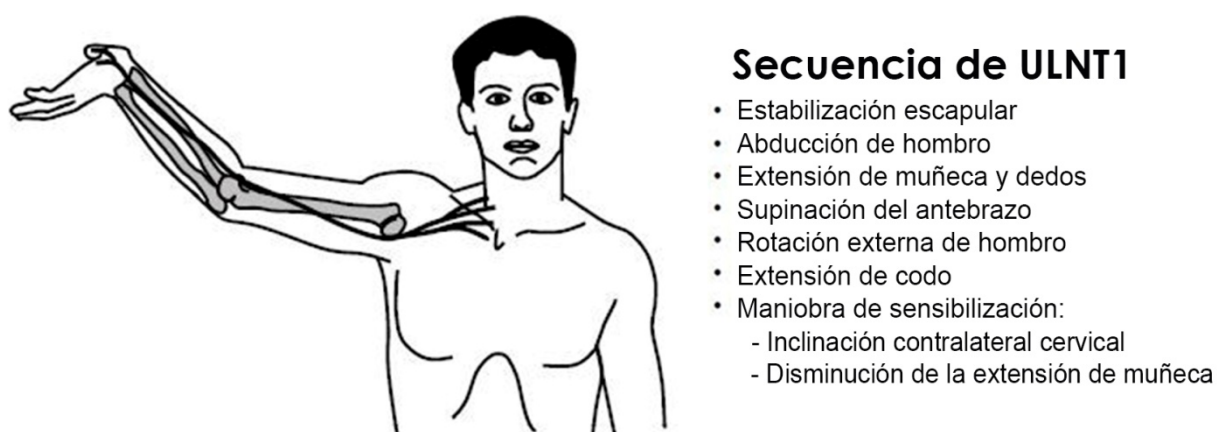 Secuencia de ULNT1
• Estabilización escapular
• Abducción de hombro
• Extensión de muñeca y dedos
• Supinación del antebrazo
• Rotación externa de hombro
• Extensión de codo
• Maniobra de sensibilización:
- Inclinación contralateral cervical
- Disminución de la extensión de muñeca